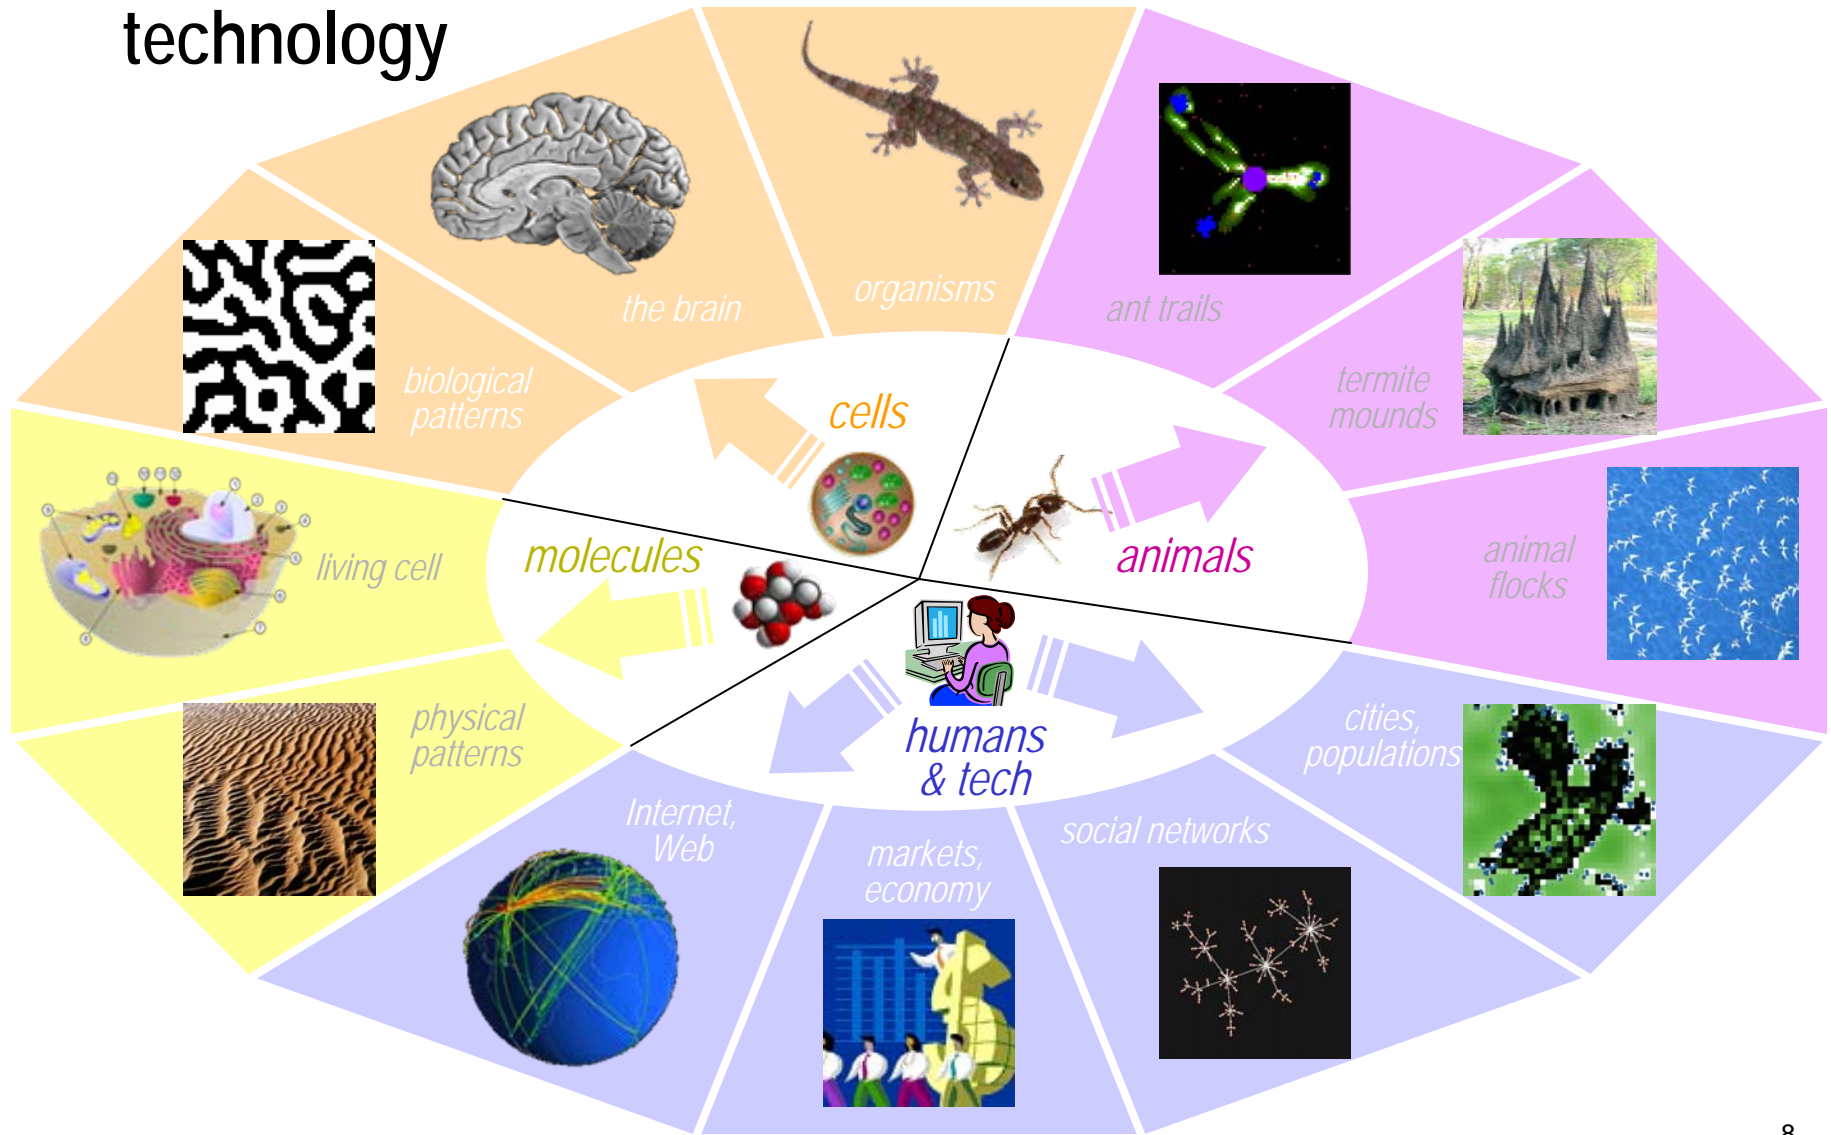 technology
organisms
the brain
ant trails
biological
patterns
termite
mounds
cells
living cell
molecules
animals
animal
flocks
physical
patterns
humans
& tech
cities,
populations
Internet,
Web
markets,
economy
social networks
8